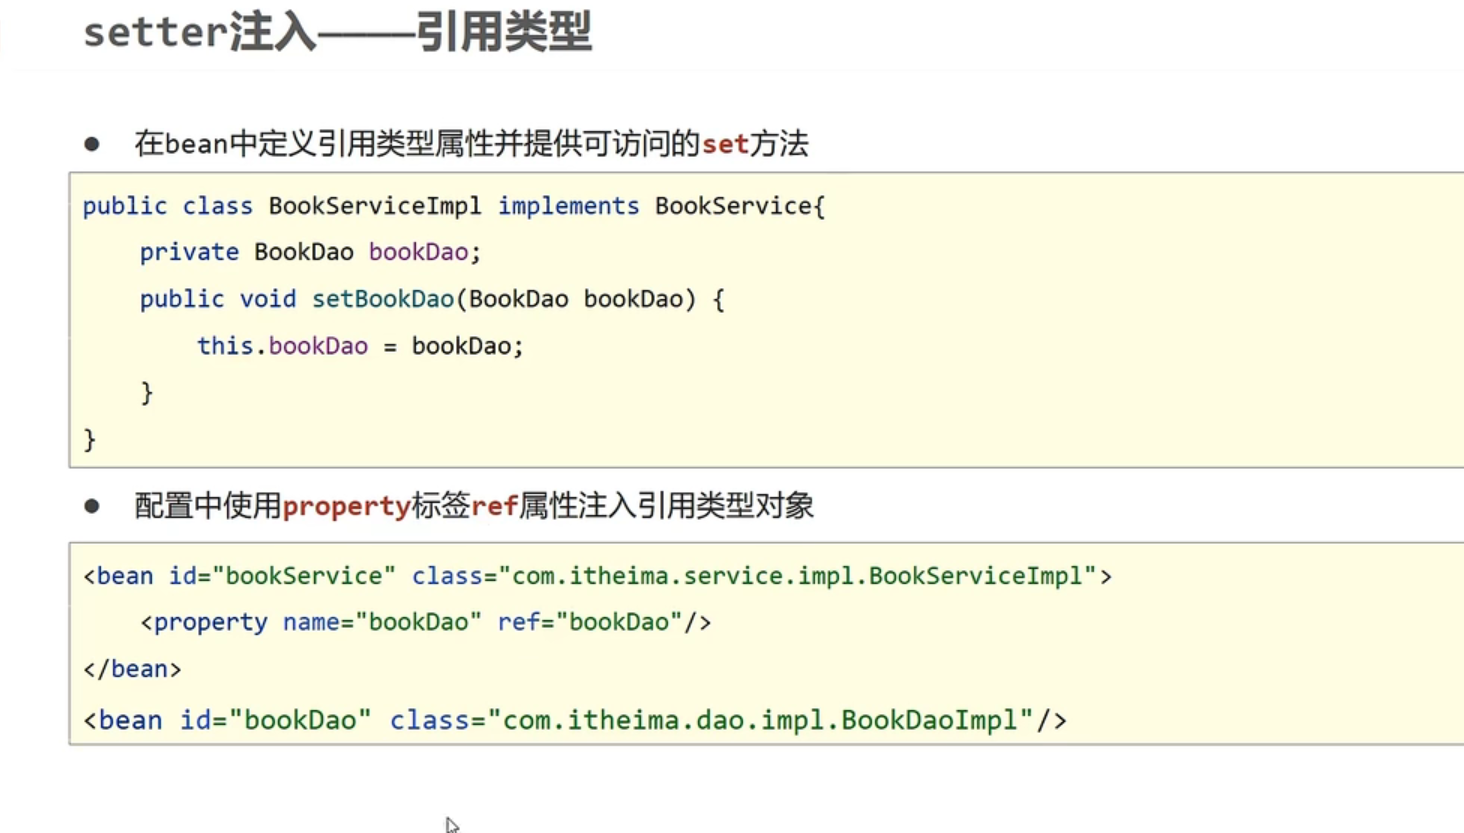 setter注入————引用类型
● 在bean中定义引用类型属性并提供可访问的set方法
public class BookServiceImpl implements BookService{
    private BookDao bookDao;
    public void setBookDao(BookDao bookDao) {
        this.bookDao = bookDao;
    }
}
● 配置中使用property标签ref属性注入引用类型对象
<bean id="bookService" class="com.itheima.service.impl.BookServiceImpl">
    <property name="bookDao" ref="bookDao"/>
</bean>
<bean id="bookDao" class="com.itheima.dao.impl.BookDaoImpl"/>